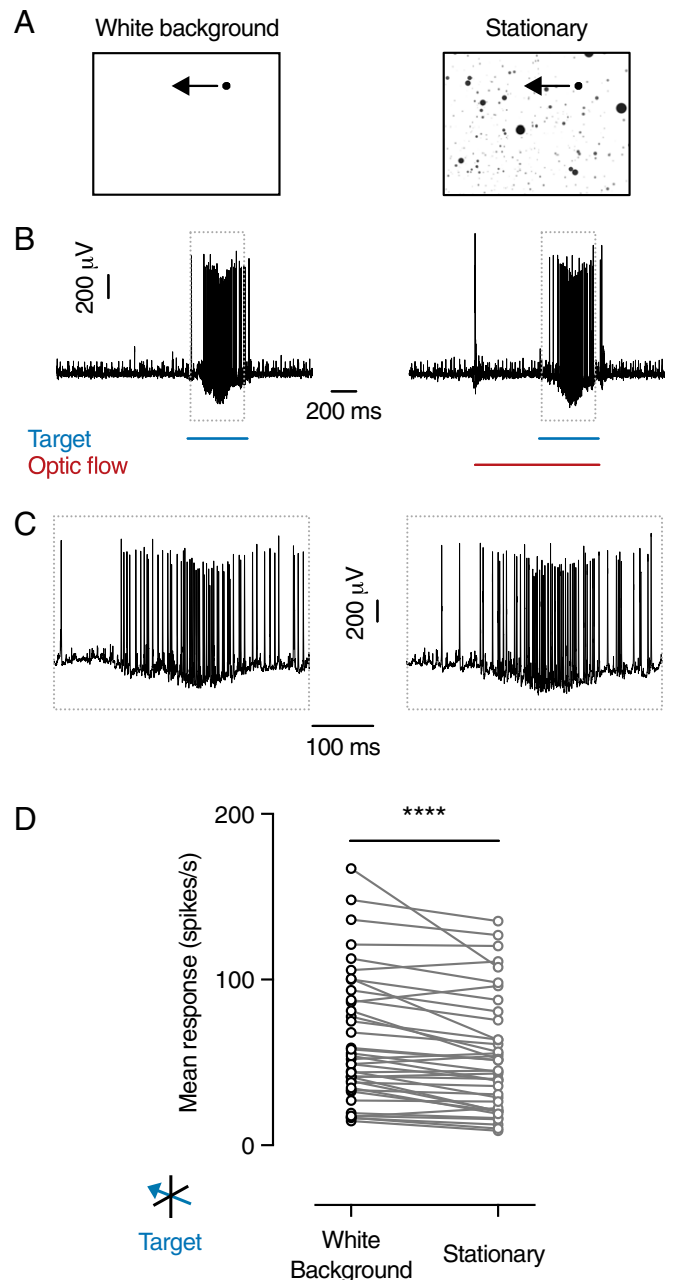 A
White background
Stationary
B
200 µV
200 ms
Target
Optic flow
C
200 µV
100 ms
D
****
200
100
0
Mean response (spikes/s)
Target
White
Background
Stationary